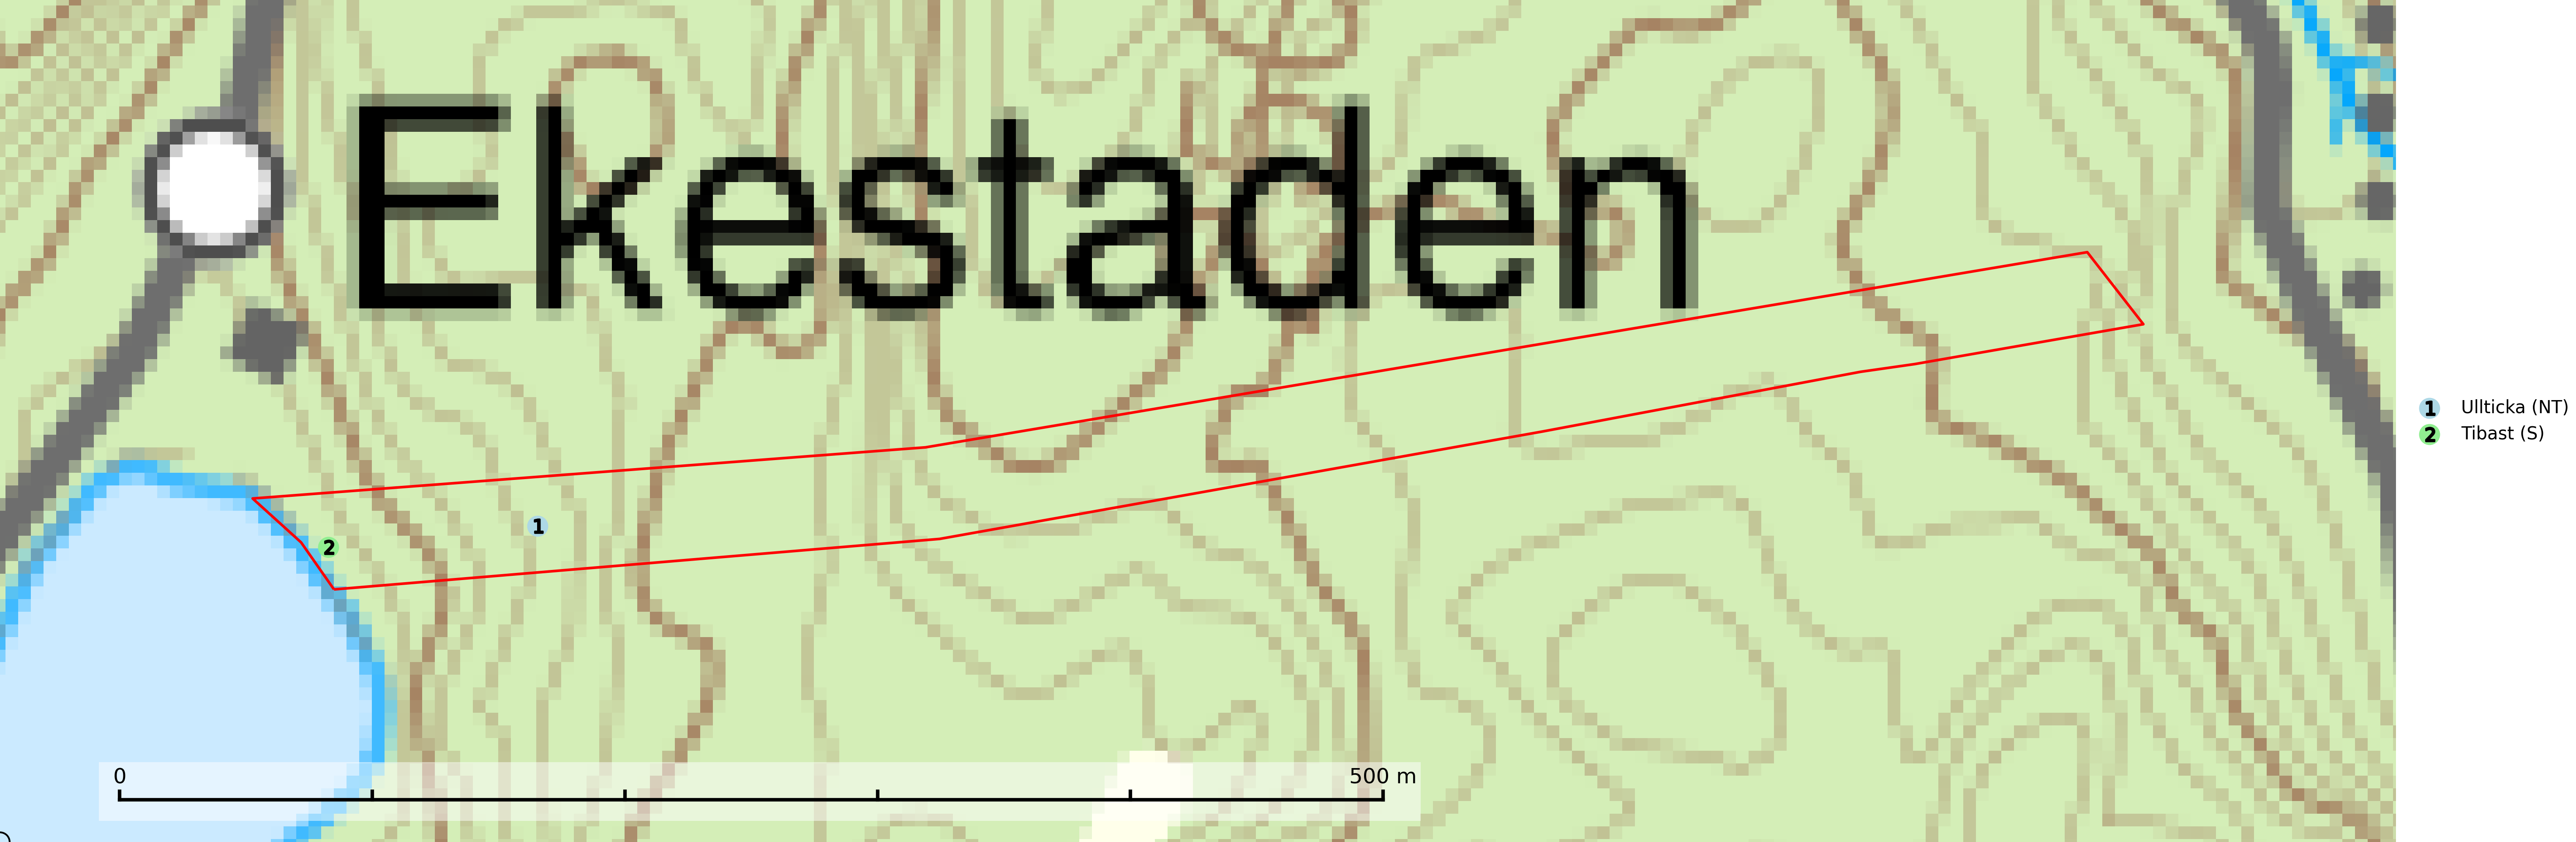 Ekestaden
1
2
0 500 m
1 Ullticka (NT)
2 Tibast (S)